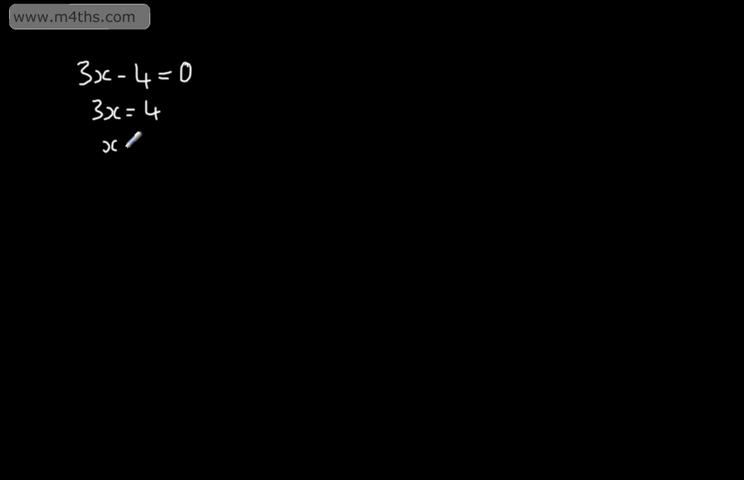 www.m4ths.com
3x - 4 = 0
3x = 4
x